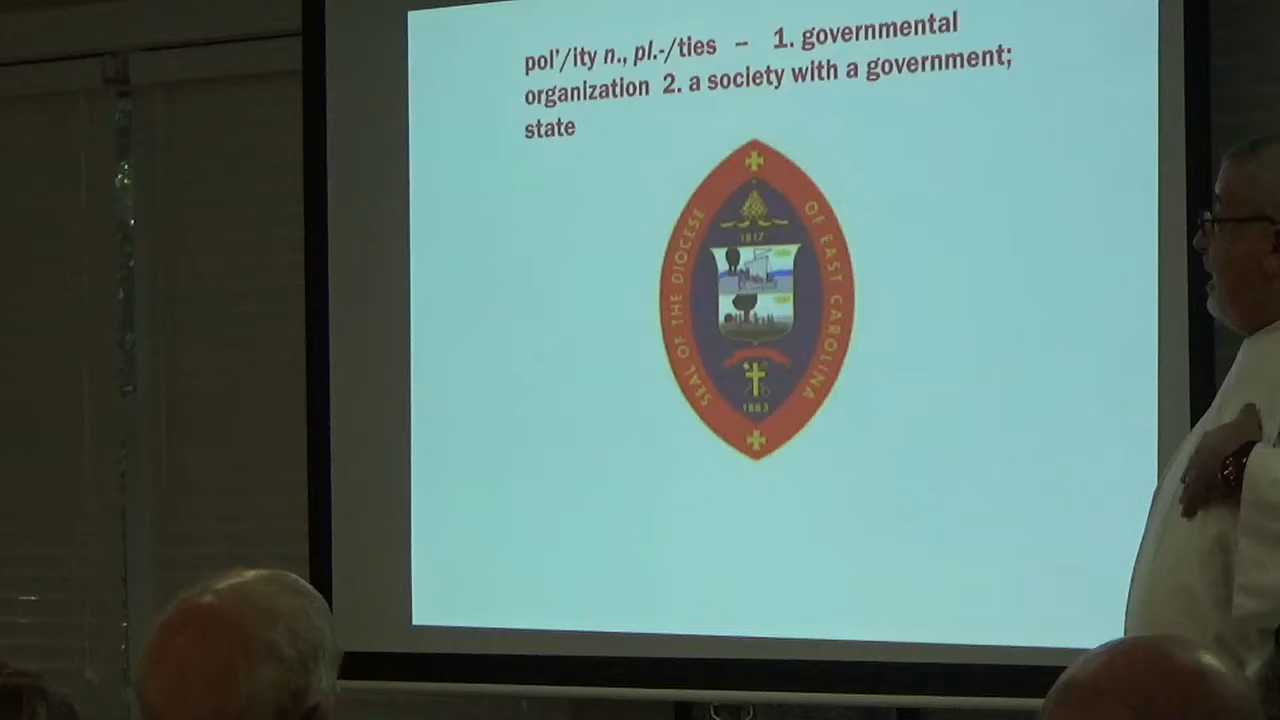 pol'/ity n., pl.-/ties – 1. governmental
organization 2. a society with a government;
state
SEAL OF THE DIOCESE OF EAST CAROLINA
1817
1883